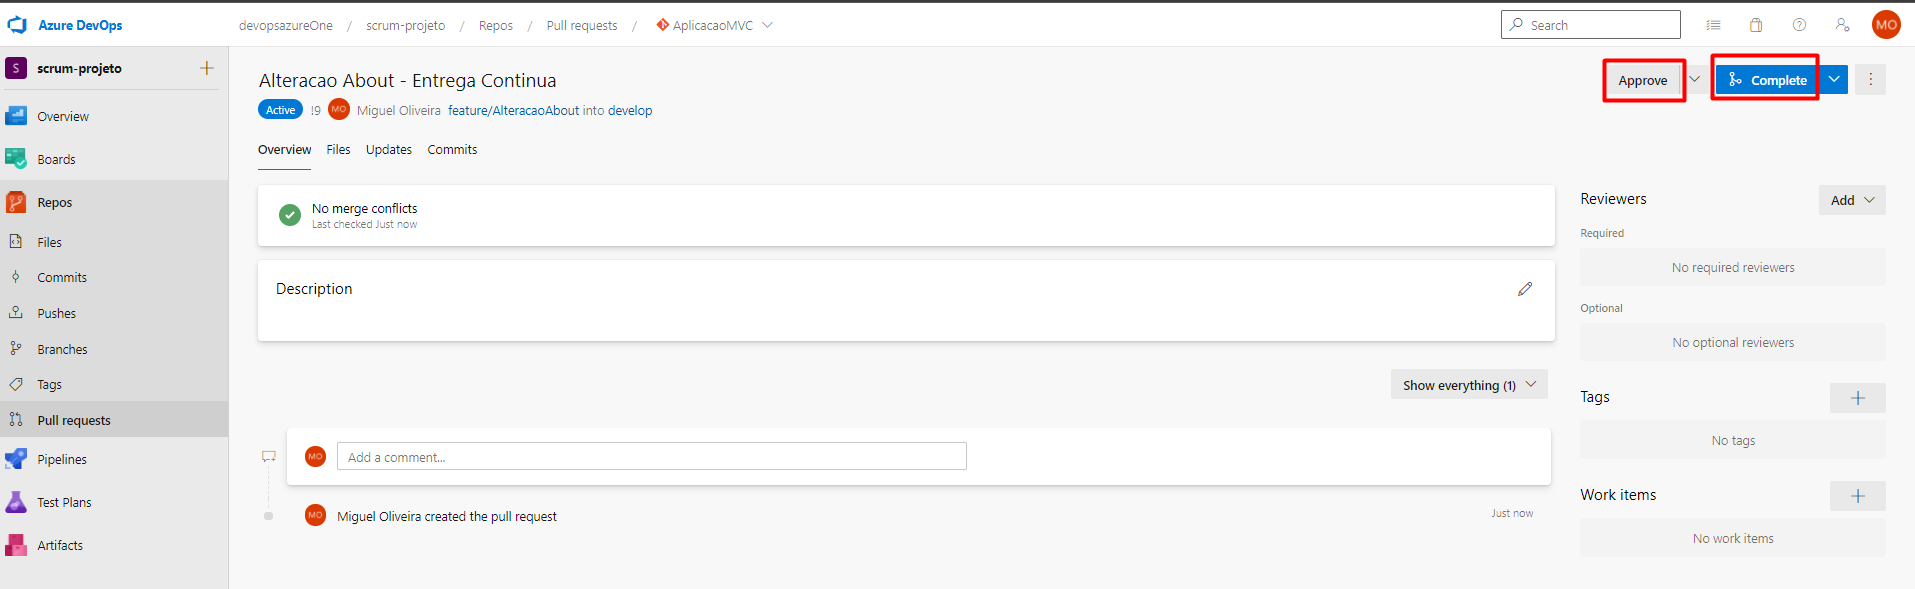 Azure DevOps
devopsazureOne / scrum-projeto / Repos / Pull requests / AplicacaoMVC
Search
MO
S scrum-projeto
Overview
Boards
Repos
Files
Commits
Pushes
Branches
Tags
Pull requests
Pipelines
Test Plans
Artifacts
Alteracao About - Entrega Continua
Approve
Complete
Active !9 MO Miguel Oliveira feature/AlteracaoAbout into develop
Overview Files Updates Commits
No merge conflicts
Last checked Just now
Description
Show everything (1)
MO Add a comment...
MO Miguel Oliveira created the pull request Just now
Reviewers Add
Required
No required reviewers
Optional
No optional reviewers
Tags
No tags
Work items
No work items